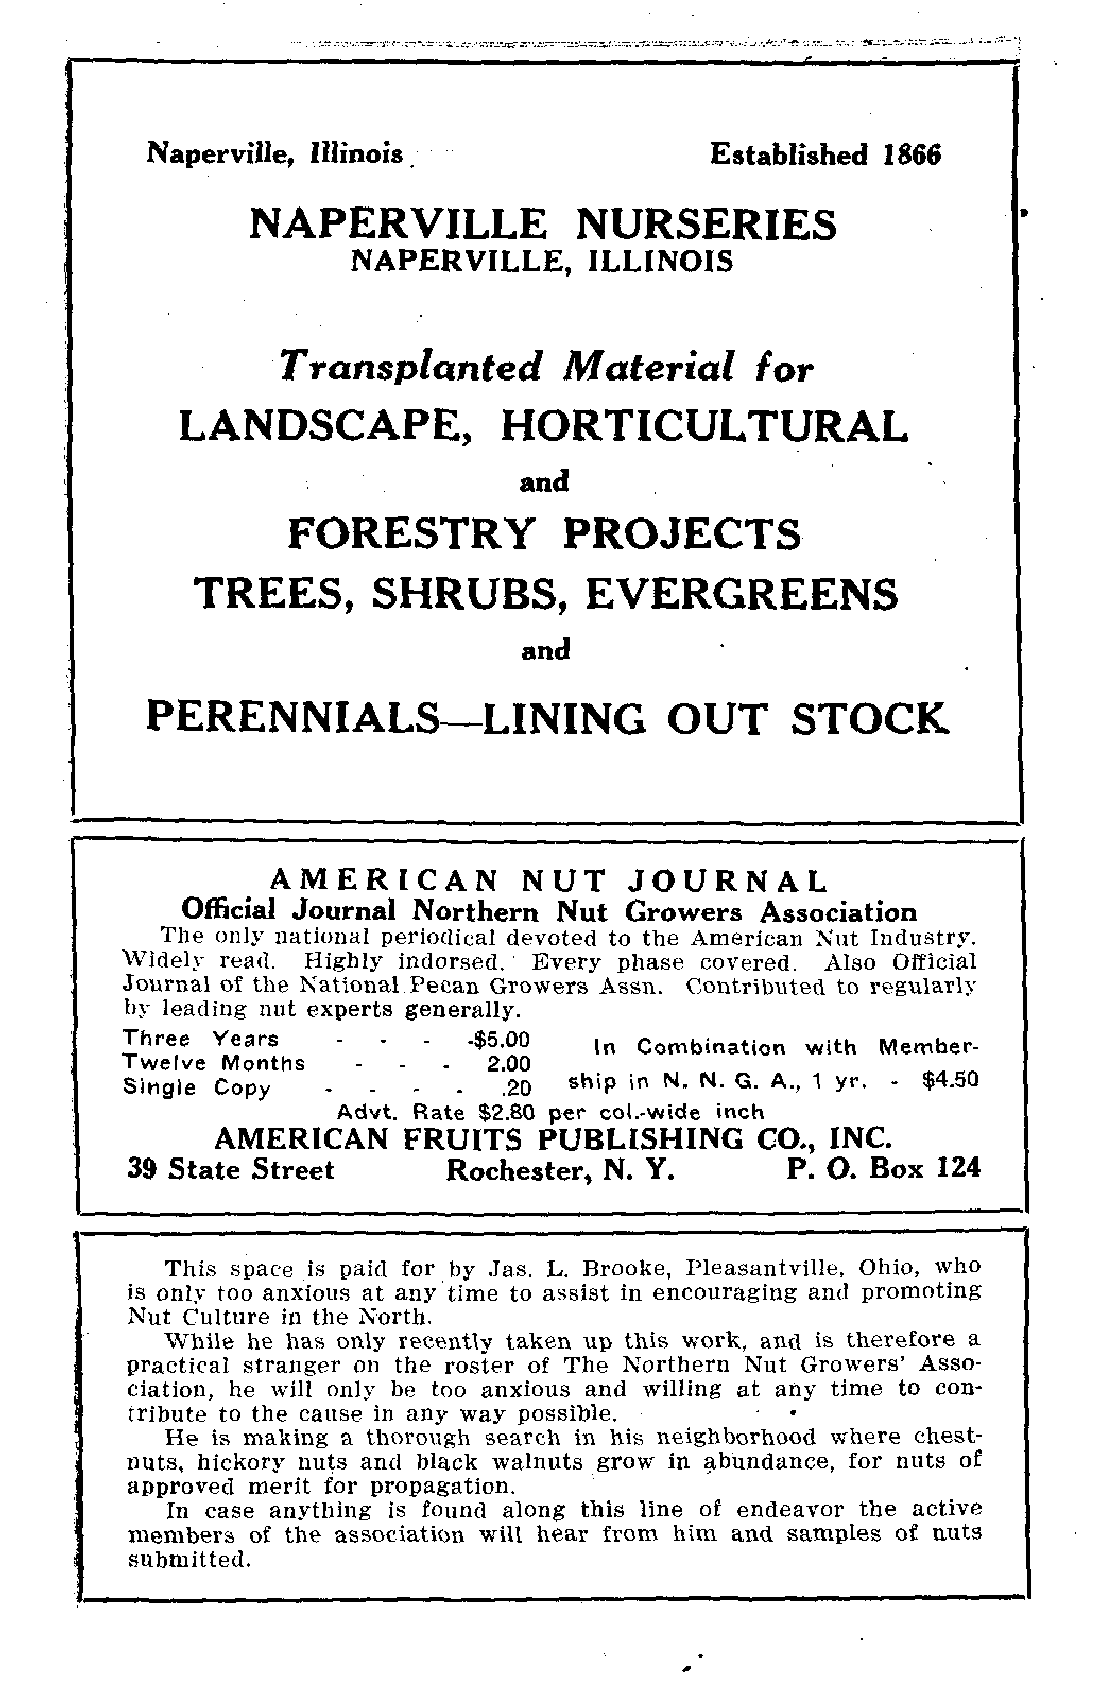 Naperville, Illinois Established 1866
NAPERVILLE NURSERIES
NAPERVILLE, ILLINOIS
Transplanted Material for
LANDSCAPE, HORTICULTURAL
and
FORESTRY PROJECTS
TREES, SHRUBS, EVERGREENS
and
PERENNIALS—LINING OUT STOCK
AMERICAN NUT JOURNAL
Official Journal Northern Nut Growers Association
The only national periodical devoted to the American Nut Industry.
Widely read. Highly indorsed. Every phase covered. Also Official
Journal of the National Pecan Growers Assn. Contributed to regularly
by leading nut experts generally.
Three Years - - - -$5.00
Twelve Months - - - 2.00
Single Copy - - - - .20
In Combination with Member-
ship in N. N. G. A., 1 yr. - $4.50
Advt. Rate $2.80 per col.-wide inch
AMERICAN FRUITS PUBLISHING CO., INC.
39 State Street Rochester, N. Y. P. O. Box 124
This space is paid for by Jas. L. Brooke, Pleasantville, Ohio, who
is only too anxious at any time to assist in encouraging and promoting
Nut Culture in the North.
While he has only recently taken up this work, and is therefore a
practical stranger on the roster of The Northern Nut Growers' Asso-
ciation, he will only be too anxious and willing at any time to con-
tribute to the cause in any way possible.
He is making a thorough search in his neighborhood where chest-
nuts, hickory nuts and black walnuts grow in abundance, for nuts of
approved merit for propagation.
In case anything is found along this line of endeavor the active
members of the association will hear from him and samples of nuts
submitted.